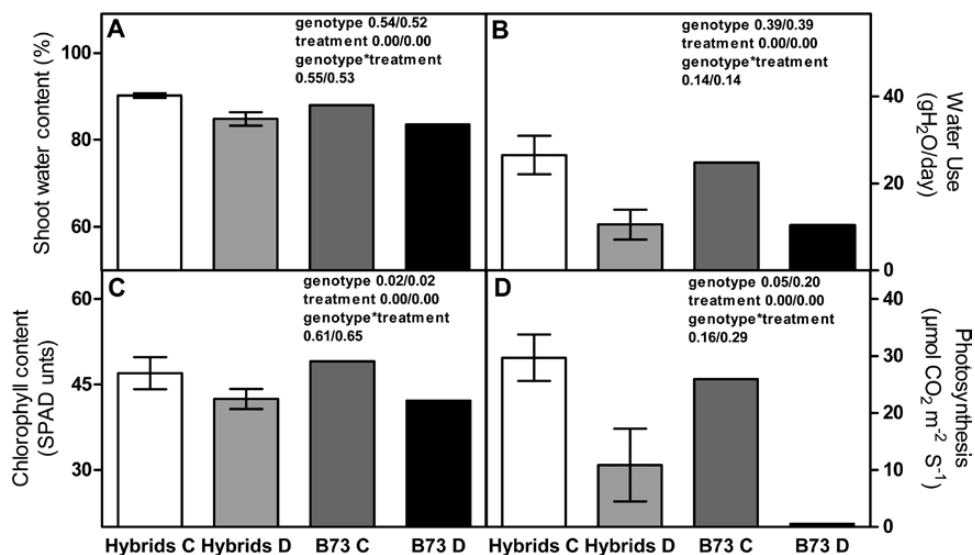 A
genotype 0.54/0.52
treatment 0.00/0.00
genotype*treatment
0.55/0.53
Shoot water content (%)
100
80
60
B
genotype 0.39/0.39
treatment 0.00/0.00
genotype*treatment
0.14/0.14
Water Use
(gH₂O/day)
40
20
0
C
genotype 0.02/0.02
treatment 0.00/0.00
genotype*treatment
0.61/0.65
Chlorophyll content
(SPAD unts)
60
45
30
D
genotype 0.05/0.20
treatment 0.00/0.00
genotype*treatment
0.16/0.29
Photosynthesis
(μmol CO₂ m⁻² S⁻¹)
40
30
20
10
0
Hybrids C Hybrids D B73 C B73 D Hybrids C Hybrids D B73 C B73 D